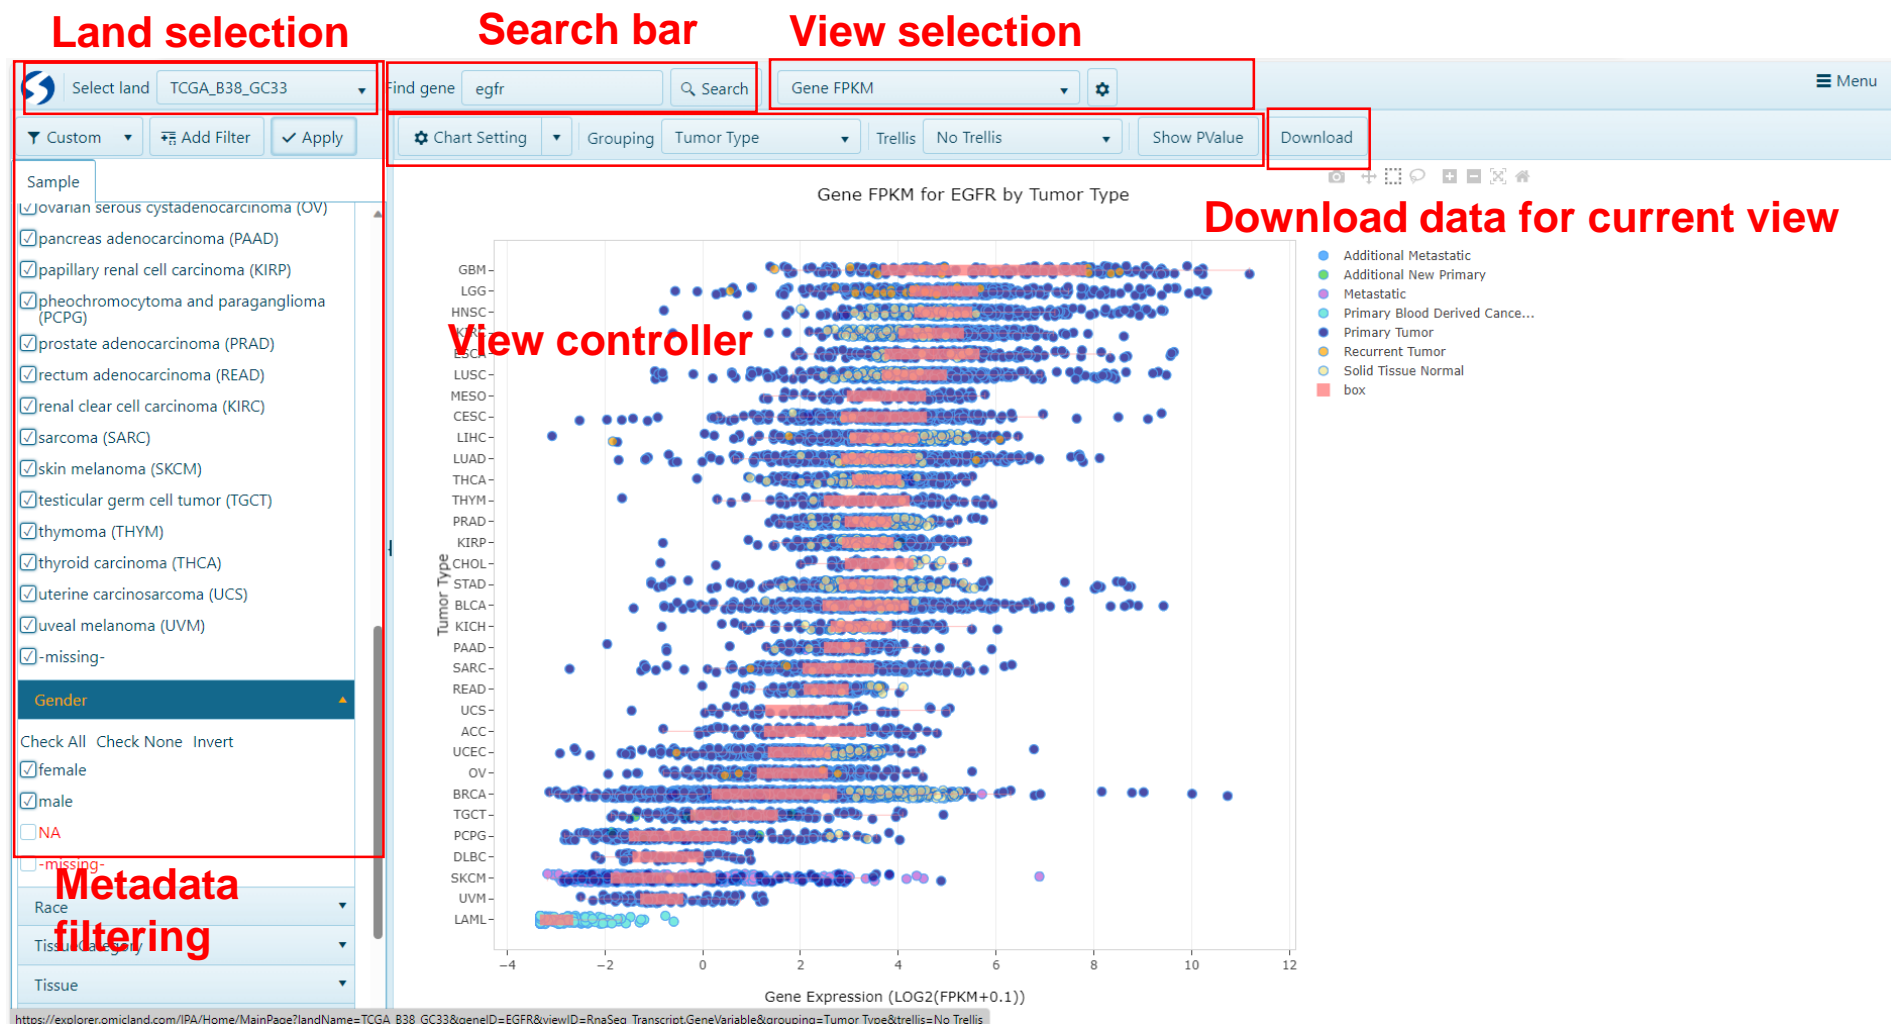 Land selection
Search bar
View selection
Select land
TCGA_B38_GC33
Find gene
egfr
Search
Gene FPKM
Menu
Custom
Add Filter
Apply
Chart Setting
Grouping
Tumor Type
Trellis
No Trellis
Show PValue
Download
Sample
ovarian serous cystadenocarcinoma (OV)
pancreas adenocarcinoma (PAAD)
papillary renal cell carcinoma (KIRP)
pheochromocytoma and paraganglioma
(PCPG)
prostate adenocarcinoma (PRAD)
rectum adenocarcinoma (READ)
renal clear cell carcinoma (KIRC)
sarcoma (SARC)
skin melanoma (SKCM)
testicular germ cell tumor (TGCT)
thymoma (THYM)
thyroid carcinoma (THCA)
uterine carcinosarcoma (UCS)
uveal melanoma (UVM)
-missing-
Gender
Check All Check None Invert
female
male
NA
-missing-
Metadata
filtering
Race
TissueCategory
Tissue
Gene FPKM for EGFR by Tumor Type
Download data for current view
View controller
Tumor Type
GBM
LGG
HNSC
KIRC
ESCA
LUSC
MESO
CESC
LIHC
LUAD
THCA
THYM
PRAD
KIRP
CHOL
STAD
BLCA
KICH
PAAD
SARC
READ
UCS
ACC
UCEC
OV
BRCA
TGCT
PCPG
DLBC
SKCM
UVM
LAML
−4 −2 0 2 4 6 8 10 12
Gene Expression (LOG2(FPKM+0.1))
Additional Metastatic
Additional New Primary
Metastatic
Primary Blood Derived Cance...
Primary Tumor
Recurrent Tumor
Solid Tissue Normal
box
https://explorer.omicland.com/IPA/Home/MainPage?landName=TCGA_B38_GC33&geneID=EGFR&viewID=RnaSeq_Transcript.GeneVariable&grouping=Tumor Type&trellis=No Trellis